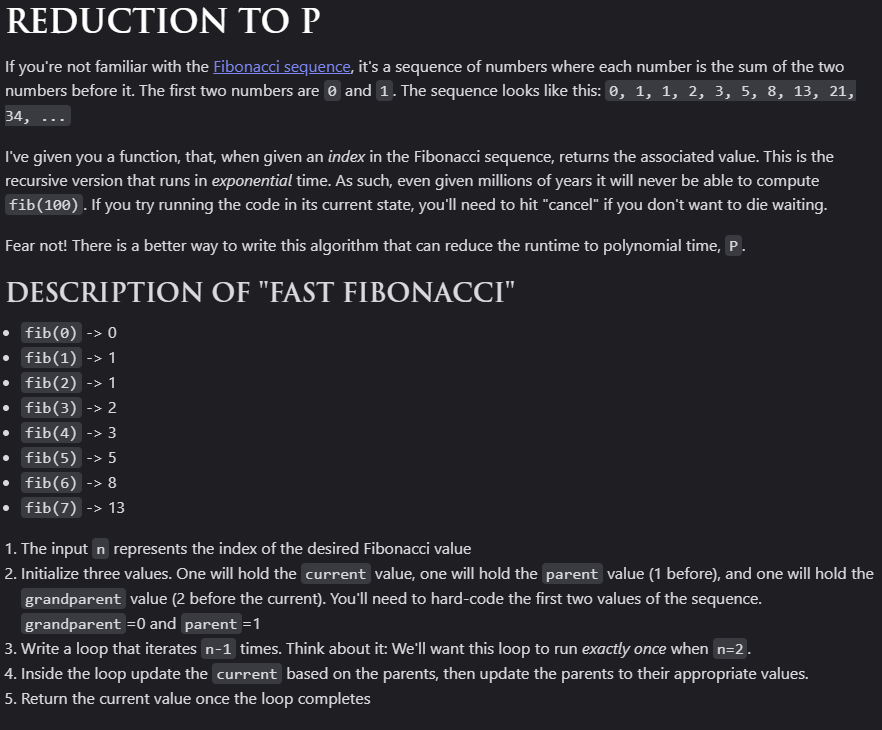 REDUCTION TO P
If you're not familiar with the Fibonacci sequence, it's a sequence of numbers where each number is the sum of the two
numbers before it. The first two numbers are 0 and 1. The sequence looks like this: 0, 1, 1, 2, 3, 5, 8, 13, 21,
34, ...
I've given you a function, that, when given an index in the Fibonacci sequence, returns the associated value. This is the
recursive version that runs in exponential time. As such, even given millions of years it will never be able to compute
fib(100). If you try running the code in its current state, you'll need to hit "cancel" if you don't want to die waiting.
Fear not! There is a better way to write this algorithm that can reduce the runtime to polynomial time, P.
DESCRIPTION OF "FAST FIBONACCI"
• fib(0) -> 0
• fib(1) -> 1
• fib(2) -> 1
• fib(3) -> 2
• fib(4) -> 3
• fib(5) -> 5
• fib(6) -> 8
• fib(7) -> 13
1. The input n represents the index of the desired Fibonacci value
2. Initialize three values. One will hold the current value, one will hold the parent value (1 before), and one will hold the
grandparent value (2 before the current). You'll need to hard-code the first two values of the sequence.
grandparent=0 and parent=1
3. Write a loop that iterates n-1 times. Think about it: We'll want this loop to run exactly once when n=2.
4. Inside the loop update the current based on the parents, then update the parents to their appropriate values.
5. Return the current value once the loop completes